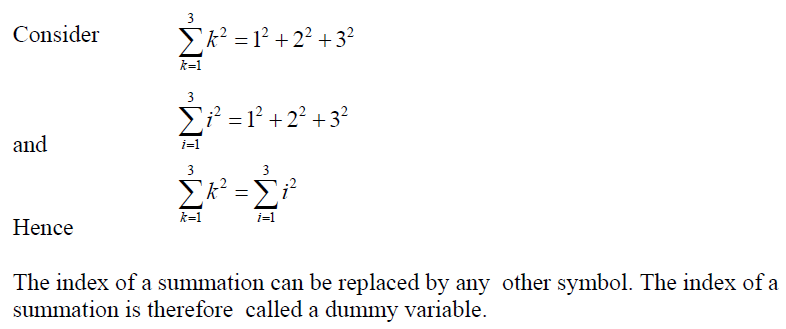 Consider $\sum_{k=1}^{3} k^2 = 1^2 + 2^2 + 3^2$
and $\sum_{i=1}^{3} i^2 = 1^2 + 2^2 + 3^2$
Hence $\sum_{k=1}^{3} k^2 = \sum_{i=1}^{3} i^2$
The index of a summation can be replaced by any other symbol. The index of a
summation is therefore called a dummy variable.